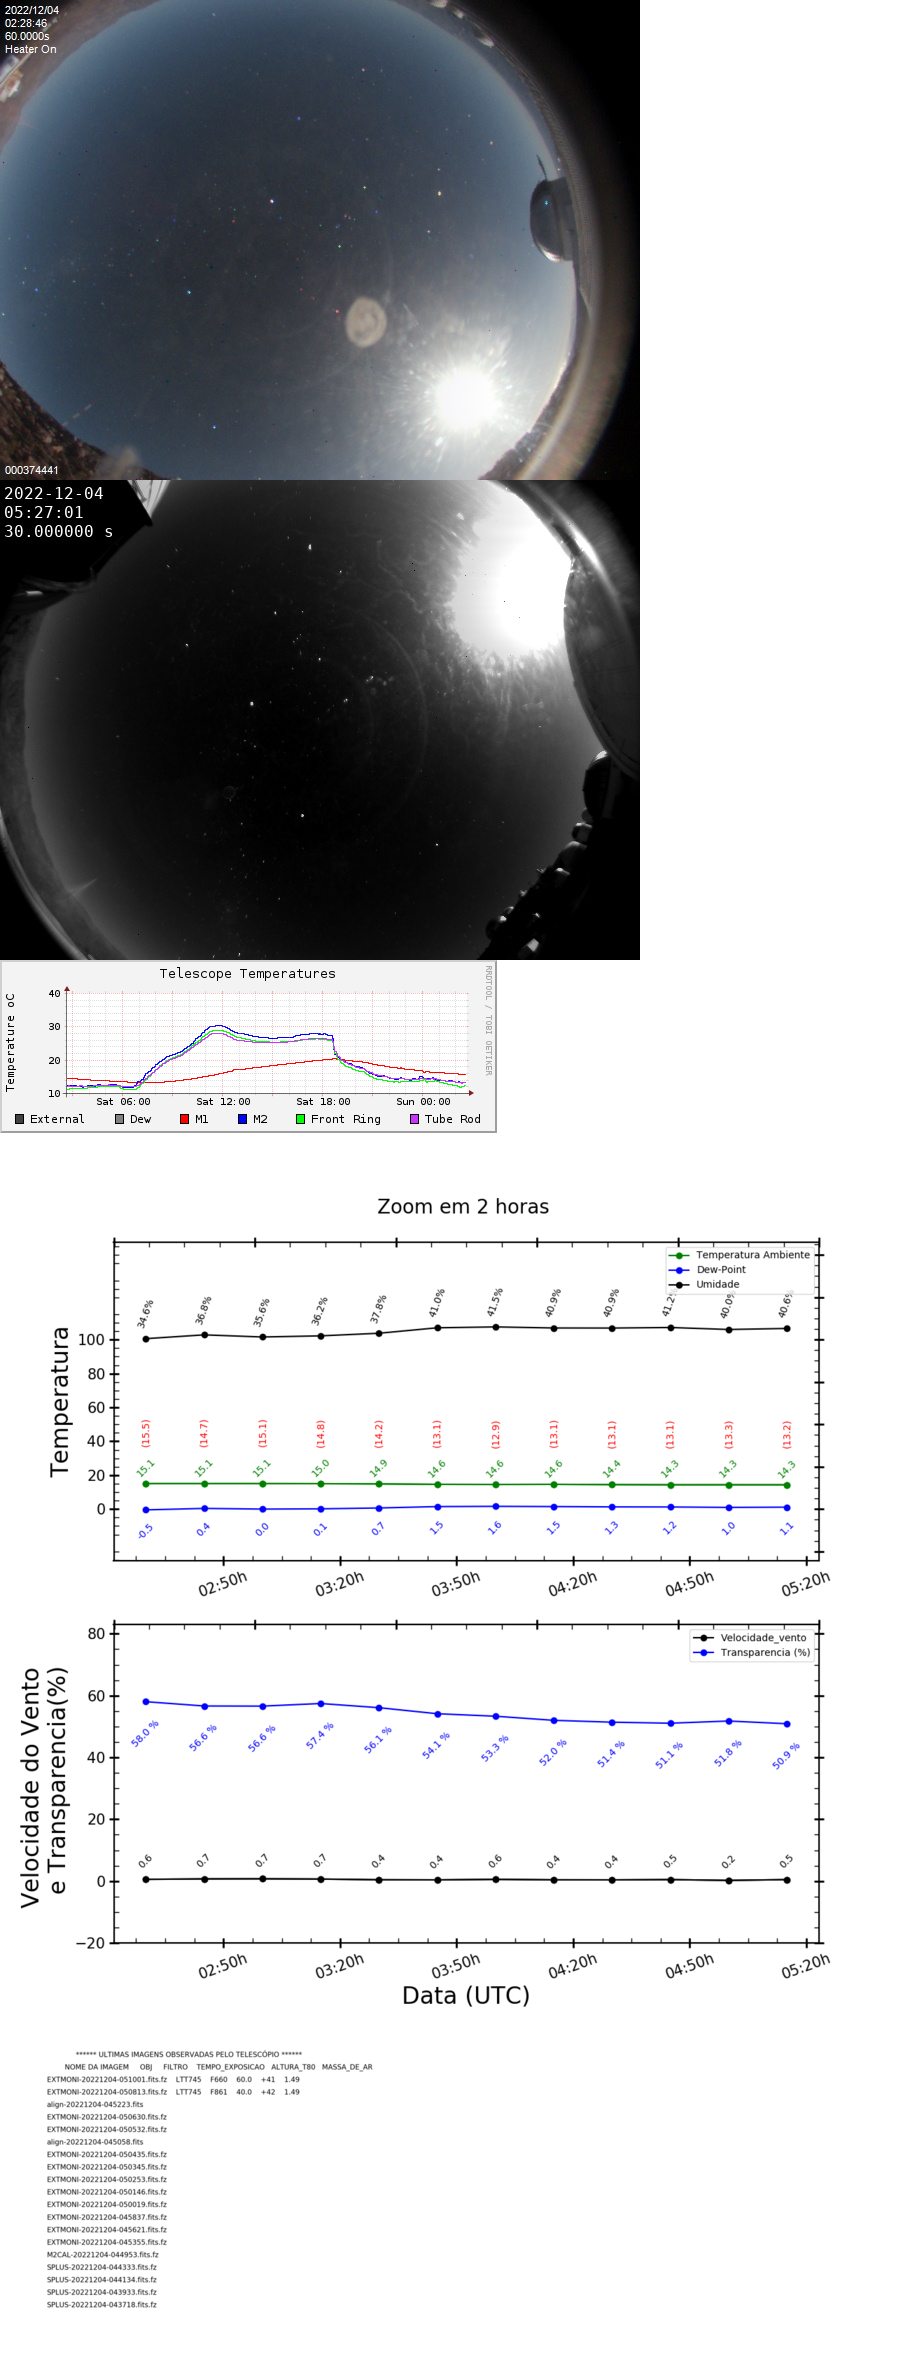 2022/12/04
02:28:46
60.0000s
Heater On
000374441
2022-12-04
05:27:01
30.000000 s
Telescope Temperatures
RRDTOOL / TOBI OETIKER
Temperature oC
40
30
20
10
Sat 06:00 Sat 12:00 Sat 18:00 Sun 00:00
External Dew M1 M2 Front Ring Tube Rod
Zoom em 2 horas
Temperatura Ambiente
Dew-Point
Umidade
34.6% 36.8% 35.6% 36.2% 37.8% 41.0% 41.5% 40.9% 40.9% 41.2% 40.0% 40.6%
Temperatura
100
80
60
40
20
0
(15.5) (14.7) (15.1) (14.8) (14.2) (13.1) (12.9) (13.1) (13.1) (13.1) (13.3) (13.2)
15.1 15.1 15.1 15.0 14.9 14.6 14.6 14.6 14.4 14.3 14.3 14.3
-0.5 0.4 0.0 0.1 0.7 1.5 1.6 1.5 1.3 1.2 1.0 1.1
02:50h 03:20h 03:50h 04:20h 04:50h 05:20h
Velocidade_vento
Transparencia (%)
Velocidade do Vento
e Transparencia(%)
80
60
40
20
0
−20
58.0 % 56.6 % 56.6 % 57.4 % 56.1 % 54.1 % 53.3 % 52.0 % 51.4 % 51.1 % 51.8 % 50.9 %
0.6 0.7 0.7 0.7 0.4 0.4 0.6 0.4 0.4 0.5 0.2 0.5
02:50h 03:20h 03:50h 04:20h 04:50h 05:20h
Data (UTC)
****** ULTIMAS IMAGENS OBSERVADAS PELO TELESCÓPIO ******
NOME DA IMAGEM OBJ FILTRO TEMPO_EXPOSICAO ALTURA_T80 MASSA_DE_AR
EXTMONI-20221204-051001.fits.fz LTT745 F660 60.0 +41 1.49
EXTMONI-20221204-050813.fits.fz LTT745 F861 40.0 +42 1.49
align-20221204-045223.fits
EXTMONI-20221204-050630.fits.fz
EXTMONI-20221204-050532.fits.fz
align-20221204-045058.fits
EXTMONI-20221204-050435.fits.fz
EXTMONI-20221204-050345.fits.fz
EXTMONI-20221204-050253.fits.fz
EXTMONI-20221204-050146.fits.fz
EXTMONI-20221204-050019.fits.fz
EXTMONI-20221204-045837.fits.fz
EXTMONI-20221204-045621.fits.fz
EXTMONI-20221204-045355.fits.fz
M2CAL-20221204-044953.fits.fz
SPLUS-20221204-044333.fits.fz
SPLUS-20221204-044134.fits.fz
SPLUS-20221204-043933.fits.fz
SPLUS-20221204-043718.fits.fz